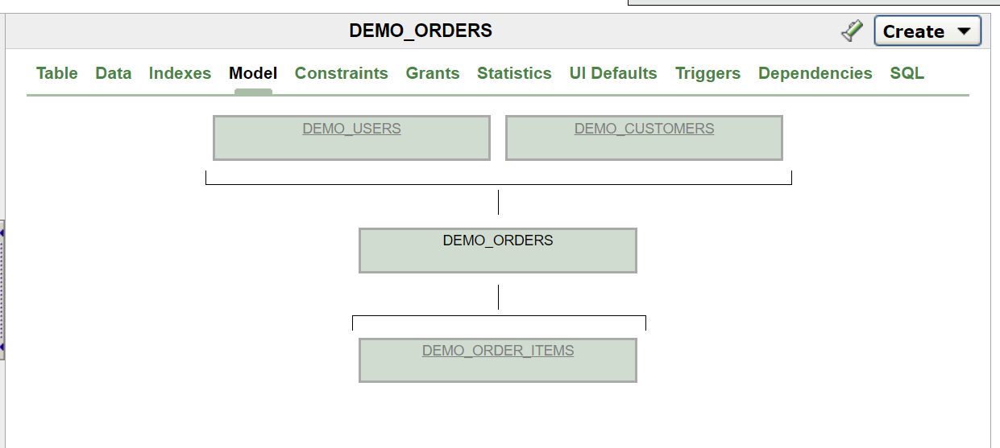 DEMO_ORDERS
Create
Table Data Indexes Model Constraints Grants Statistics UI Defaults Triggers Dependencies SQL
DEMO_USERS DEMO_CUSTOMERS
DEMO_ORDERS
DEMO_ORDER_ITEMS